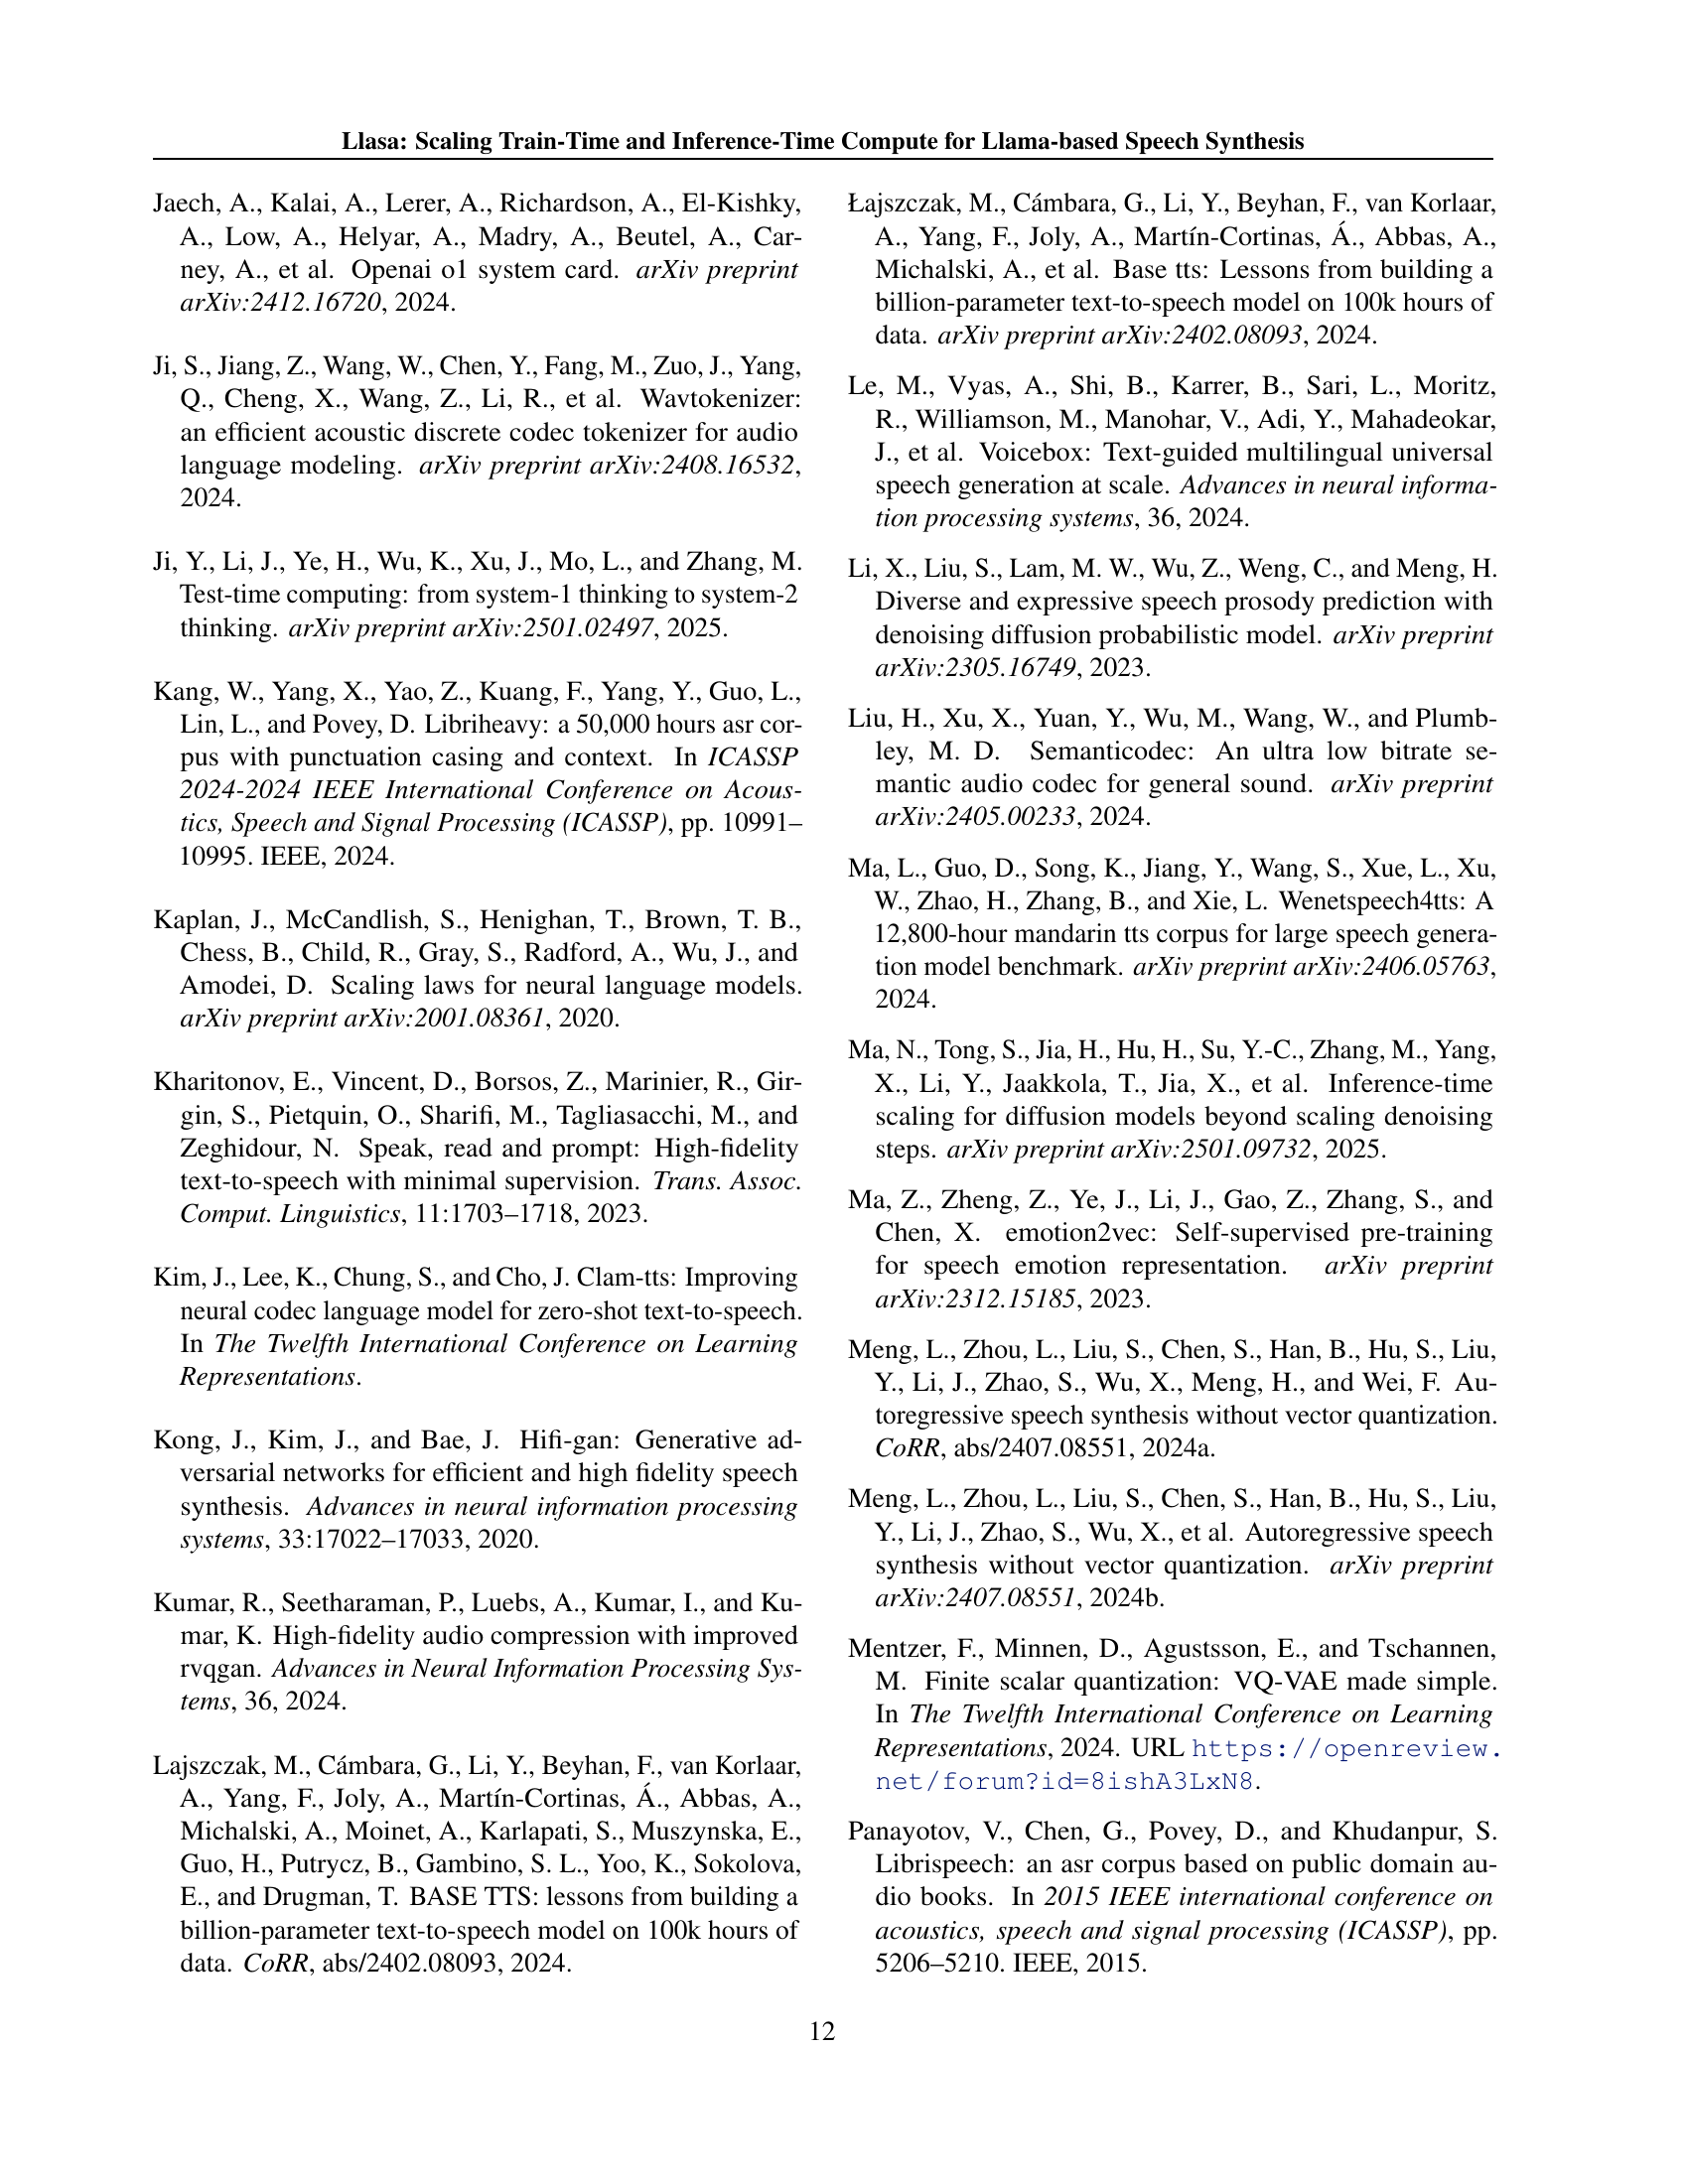 Llasa: Scaling Train-Time and Inference-Time Compute for Llama-based Speech Synthesis
Jaech, A., Kalai, A., Lerer, A., Richardson, A., El-Kishky,
A., Low, A., Helyar, A., Madry, A., Beutel, A., Car-
ney, A., et al. Openai o1 system card. arXiv preprint
arXiv:2412.16720, 2024.
Ji, S., Jiang, Z., Wang, W., Chen, Y., Fang, M., Zuo, J., Yang,
Q., Cheng, X., Wang, Z., Li, R., et al. Wavtokenizer:
an efficient acoustic discrete codec tokenizer for audio
language modeling. arXiv preprint arXiv:2408.16532,
2024.
Ji, Y., Li, J., Ye, H., Wu, K., Xu, J., Mo, L., and Zhang, M.
Test-time computing: from system-1 thinking to system-2
thinking. arXiv preprint arXiv:2501.02497, 2025.
Kang, W., Yang, X., Yao, Z., Kuang, F., Yang, Y., Guo, L.,
Lin, L., and Povey, D. Libriheavy: a 50,000 hours asr cor-
pus with punctuation casing and context. In ICASSP
2024-2024 IEEE International Conference on Acous-
tics, Speech and Signal Processing (ICASSP), pp. 10991–
10995. IEEE, 2024.
Kaplan, J., McCandlish, S., Henighan, T., Brown, T. B.,
Chess, B., Child, R., Gray, S., Radford, A., Wu, J., and
Amodei, D. Scaling laws for neural language models.
arXiv preprint arXiv:2001.08361, 2020.
Kharitonov, E., Vincent, D., Borsos, Z., Marinier, R., Gir-
gin, S., Pietquin, O., Sharifi, M., Tagliasacchi, M., and
Zeghidour, N. Speak, read and prompt: High-fidelity
text-to-speech with minimal supervision. Trans. Assoc.
Comput. Linguistics, 11:1703–1718, 2023.
Kim, J., Lee, K., Chung, S., and Cho, J. Clam-tts: Improving
neural codec language model for zero-shot text-to-speech.
In The Twelfth International Conference on Learning
Representations.
Kong, J., Kim, J., and Bae, J. Hifi-gan: Generative ad-
versarial networks for efficient and high fidelity speech
synthesis. Advances in neural information processing
systems, 33:17022–17033, 2020.
Kumar, R., Seetharaman, P., Luebs, A., Kumar, I., and Ku-
mar, K. High-fidelity audio compression with improved
rvqgan. Advances in Neural Information Processing Sys-
tems, 36, 2024.
Lajszczak, M., Cámbara, G., Li, Y., Beyhan, F., van Korlaar,
A., Yang, F., Joly, A., Martín-Cortinas, Á., Abbas, A.,
Michalski, A., Moinet, A., Karlapati, S., Muszynska, E.,
Guo, H., Putrycz, B., Gambino, S. L., Yoo, K., Sokolova,
E., and Drugman, T. BASE TTS: lessons from building a
billion-parameter text-to-speech model on 100k hours of
data. CoRR, abs/2402.08093, 2024.
Łajszczak, M., Cámbara, G., Li, Y., Beyhan, F., van Korlaar,
A., Yang, F., Joly, A., Martín-Cortinas, Á., Abbas, A.,
Michalski, A., et al. Base tts: Lessons from building a
billion-parameter text-to-speech model on 100k hours of
data. arXiv preprint arXiv:2402.08093, 2024.
Le, M., Vyas, A., Shi, B., Karrer, B., Sari, L., Moritz,
R., Williamson, M., Manohar, V., Adi, Y., Mahadeokar,
J., et al. Voicebox: Text-guided multilingual universal
speech generation at scale. Advances in neural informa-
tion processing systems, 36, 2024.
Li, X., Liu, S., Lam, M. W., Wu, Z., Weng, C., and Meng, H.
Diverse and expressive speech prosody prediction with
denoising diffusion probabilistic model. arXiv preprint
arXiv:2305.16749, 2023.
Liu, H., Xu, X., Yuan, Y., Wu, M., Wang, W., and Plumb-
ley, M. D. Semanticodec: An ultra low bitrate se-
mantic audio codec for general sound. arXiv preprint
arXiv:2405.00233, 2024.
Ma, L., Guo, D., Song, K., Jiang, Y., Wang, S., Xue, L., Xu,
W., Zhao, H., Zhang, B., and Xie, L. Wenetspeech4tts: A
12,800-hour mandarin tts corpus for large speech genera-
tion model benchmark. arXiv preprint arXiv:2406.05763,
2024.
Ma, N., Tong, S., Jia, H., Hu, H., Su, Y.-C., Zhang, M., Yang,
X., Li, Y., Jaakkola, T., Jia, X., et al. Inference-time
scaling for diffusion models beyond scaling denoising
steps. arXiv preprint arXiv:2501.09732, 2025.
Ma, Z., Zheng, Z., Ye, J., Li, J., Gao, Z., Zhang, S., and
Chen, X. emotion2vec: Self-supervised pre-training
for speech emotion representation. arXiv preprint
arXiv:2312.15185, 2023.
Meng, L., Zhou, L., Liu, S., Chen, S., Han, B., Hu, S., Liu,
Y., Li, J., Zhao, S., Wu, X., Meng, H., and Wei, F. Au-
toregressive speech synthesis without vector quantization.
CoRR, abs/2407.08551, 2024a.
Meng, L., Zhou, L., Liu, S., Chen, S., Han, B., Hu, S., Liu,
Y., Li, J., Zhao, S., Wu, X., et al. Autoregressive speech
synthesis without vector quantization. arXiv preprint
arXiv:2407.08551, 2024b.
Mentzer, F., Minnen, D., Agustsson, E., and Tschannen,
M. Finite scalar quantization: VQ-VAE made simple.
In The Twelfth International Conference on Learning
Representations, 2024. URL https://openreview.
net/forum?id=8ishA3LxN8.
Panayotov, V., Chen, G., Povey, D., and Khudanpur, S.
Librispeech: an asr corpus based on public domain au-
dio books. In 2015 IEEE international conference on
acoustics, speech and signal processing (ICASSP), pp.
5206–5210. IEEE, 2015.
12